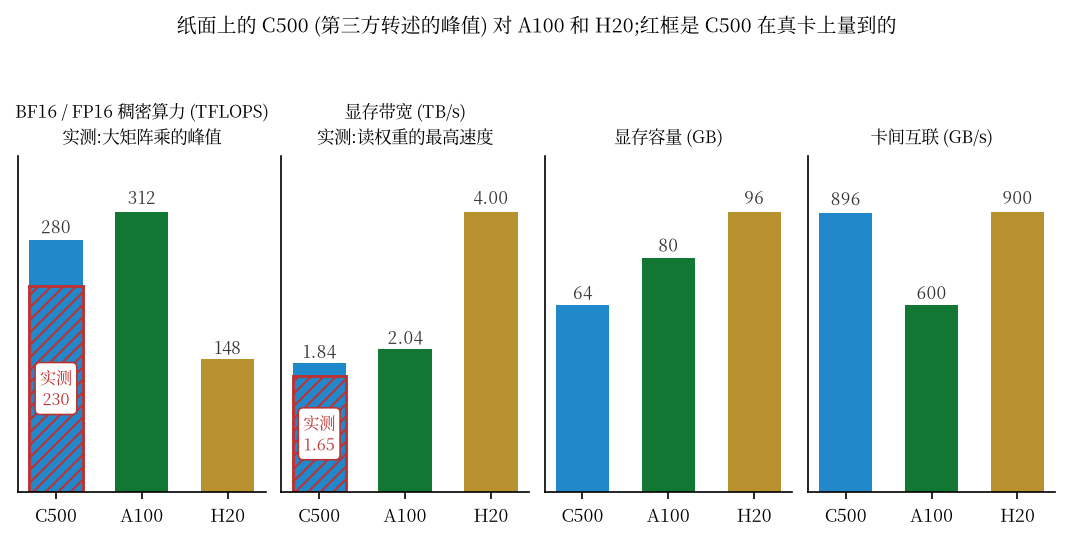 纸面上的 C500 (第三方转述的峰值) 对 A100 和 H20;红框是 C500 在真卡上量到的
BF16 / FP16 稠密算力 (TFLOPS)
实测:大矩阵乘的峰值
280
312
148
实测
230
C500
A100
H20
显存带宽 (TB/s)
实测:读权重的最高速度
1.84
2.04
4.00
实测
1.65
C500
A100
H20
显存容量 (GB)
64
80
96
C500
A100
H20
卡间互联 (GB/s)
896
600
900
C500
A100
H20